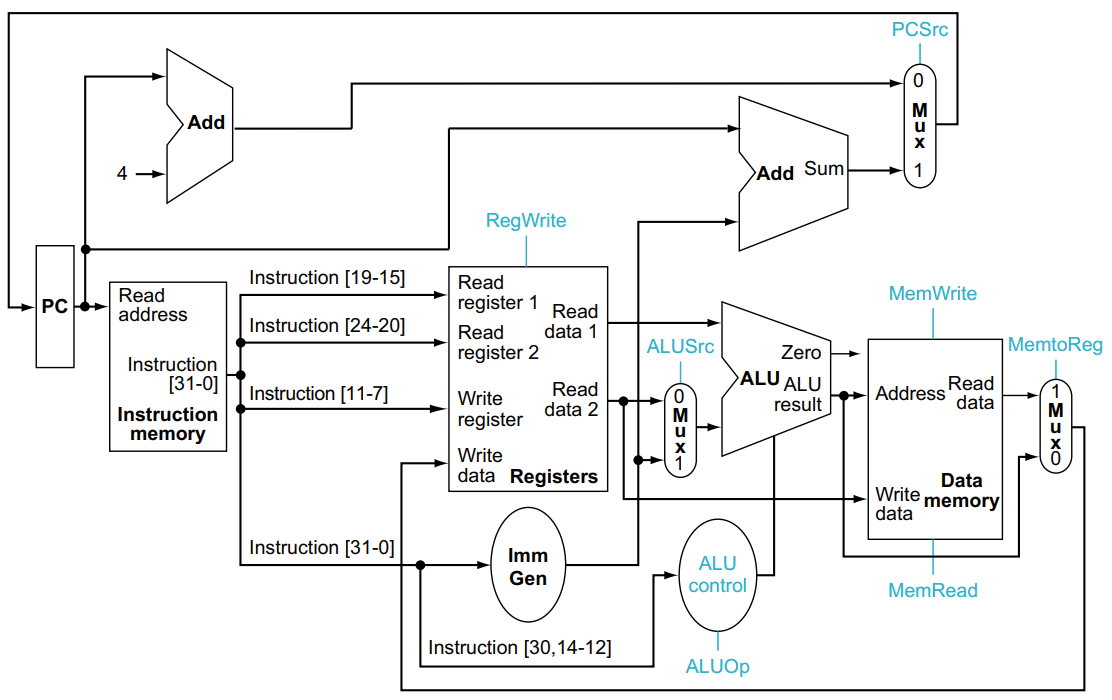 PCSrc
0
M
u
x
1
Add
4
Add Sum
RegWrite
PC
Read
address
Instruction
[31-0]
Instruction
memory
Instruction [19-15]
Instruction [24-20]
Instruction [11-7]
Instruction [31-0]
Instruction [30,14-12]
Read
register 1
Read
register 2
Write
register
Write
data
Read
data 1
Read
data 2
Registers
Imm
Gen
ALUSrc
0
M
u
x
1
Zero
ALU
ALU
result
ALU
control
ALUOp
MemWrite
Address
Read
data
Write
data
Data
memory
MemRead
MemtoReg
1
M
u
x
0